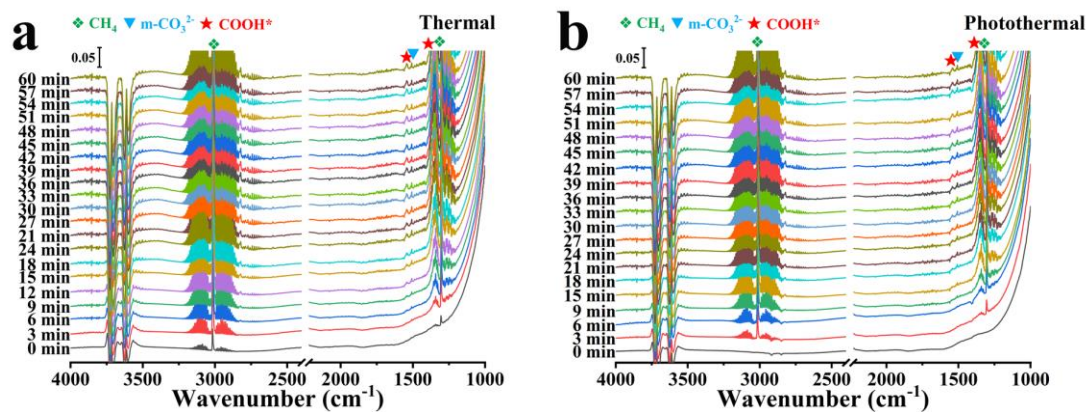 a
❖ CH₄ ▼ m-CO₃²⁻ ★ COOH*
Thermal
0.05
60 min
57 min
54 min
51 min
48 min
45 min
42 min
39 min
36 min
33 min
30 min
27 min
21 min
24 min
18 min
15 min
12 min
9 min
6 min
3 min
0 min
4000 3500 3000 2500 2000 1500 1000
Wavenumber (cm⁻¹)
b
❖ CH₄ ▼ m-CO₃²⁻ ★ COOH*
Photothermal
0.05
60 min
57 min
54 min
51 min
48 min
45 min
42 min
39 min
36 min
33 min
30 min
27 min
24 min
21 min
18 min
15 min
9 min
6 min
3 min
0 min
4000 3500 3000 2500 2000 1500 1000
Wavenumber (cm⁻¹)